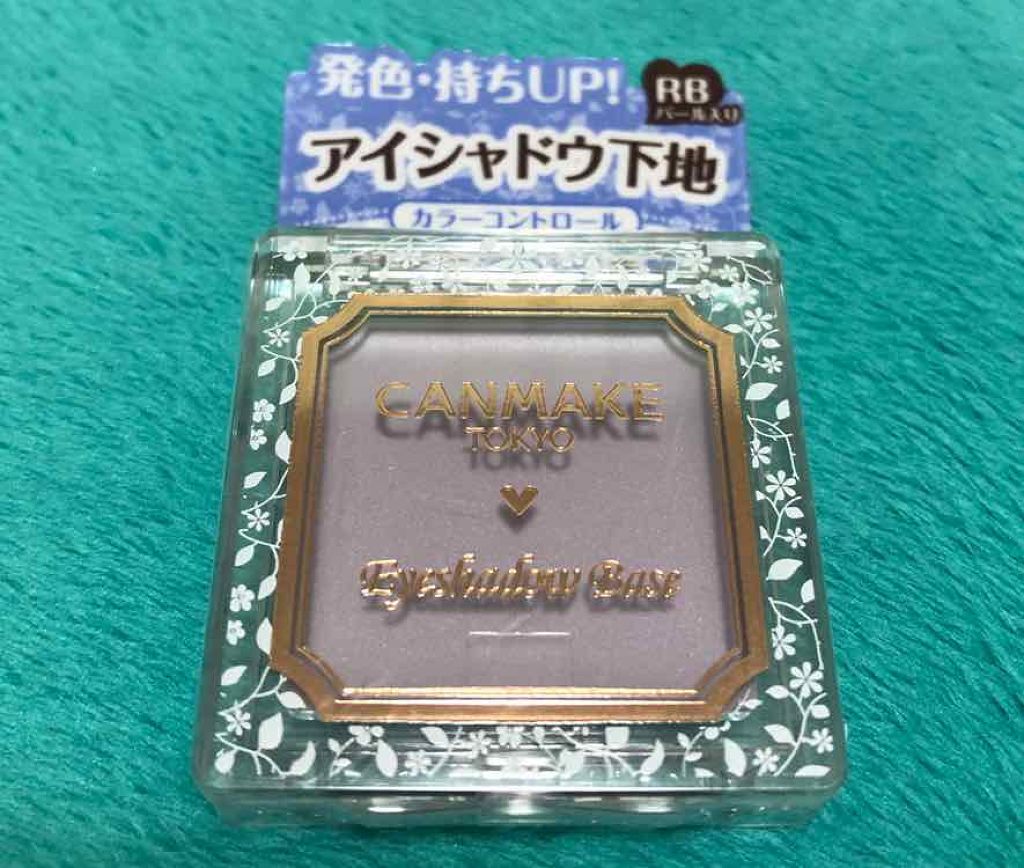 発色・持ちUP!
RB
パール入り
アイシャドウ下地
カラーコントロール
CANMAKE
TOKYO
Eyeshadow Base